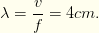 λ = v/f = 4cm.